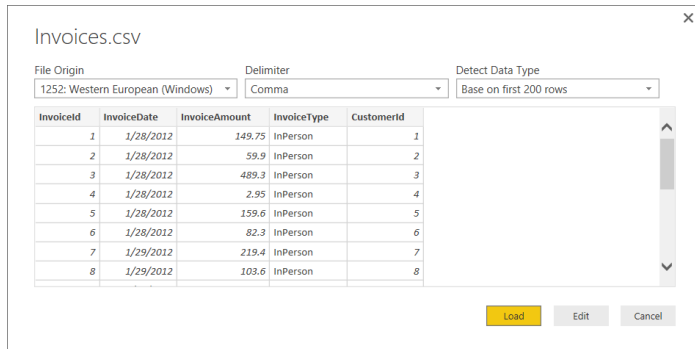 Invoices.csv
File Origin Delimiter Detect Data Type
1252: Western European (Windows) Comma Base on first 200 rows
InvoiceId InvoiceDate InvoiceAmount InvoiceType CustomerId
1 1/28/2012 149.75 InPerson 1
2 1/28/2012 59.9 InPerson 2
3 1/28/2012 489.3 InPerson 3
4 1/28/2012 2.95 InPerson 4
5 1/28/2012 159.6 InPerson 5
6 1/28/2012 82.3 InPerson 6
7 1/29/2012 219.4 InPerson 7
8 1/29/2012 103.6 InPerson 8
Load Edit Cancel